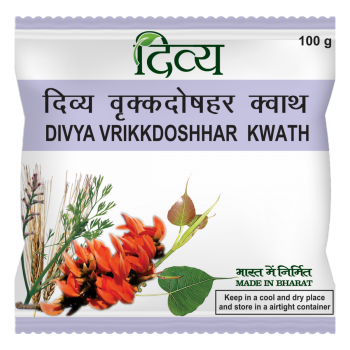 दिव्य
100 g
दिव्य वृक्कदोषहर क्वाथ
DIVYA VRIKKDOSHHAR KWATH
भारत में निर्मित
MADE IN BHARAT
Keep in a cool and dry place
and store in a airtight container